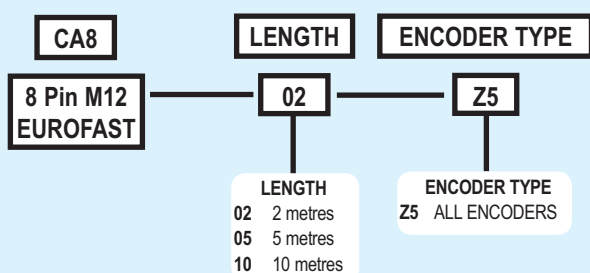 CA8
LENGTH
ENCODER TYPE
8 Pin M12
EUROFAST
02
Z5
LENGTH
02 2 metres
05 5 metres
10 10 metres
ENCODER TYPE
Z5 ALL ENCODERS